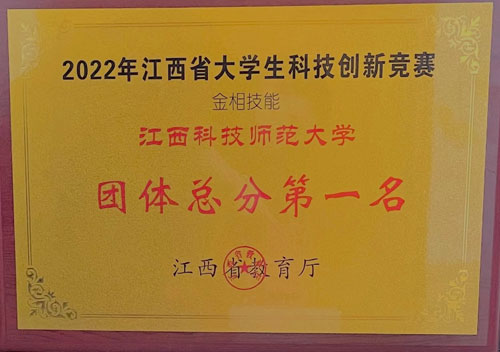 2022年江西省大学生科技创新竞赛
金相技能
江西科技师范大学
团体总分第一名
江西省教育厅